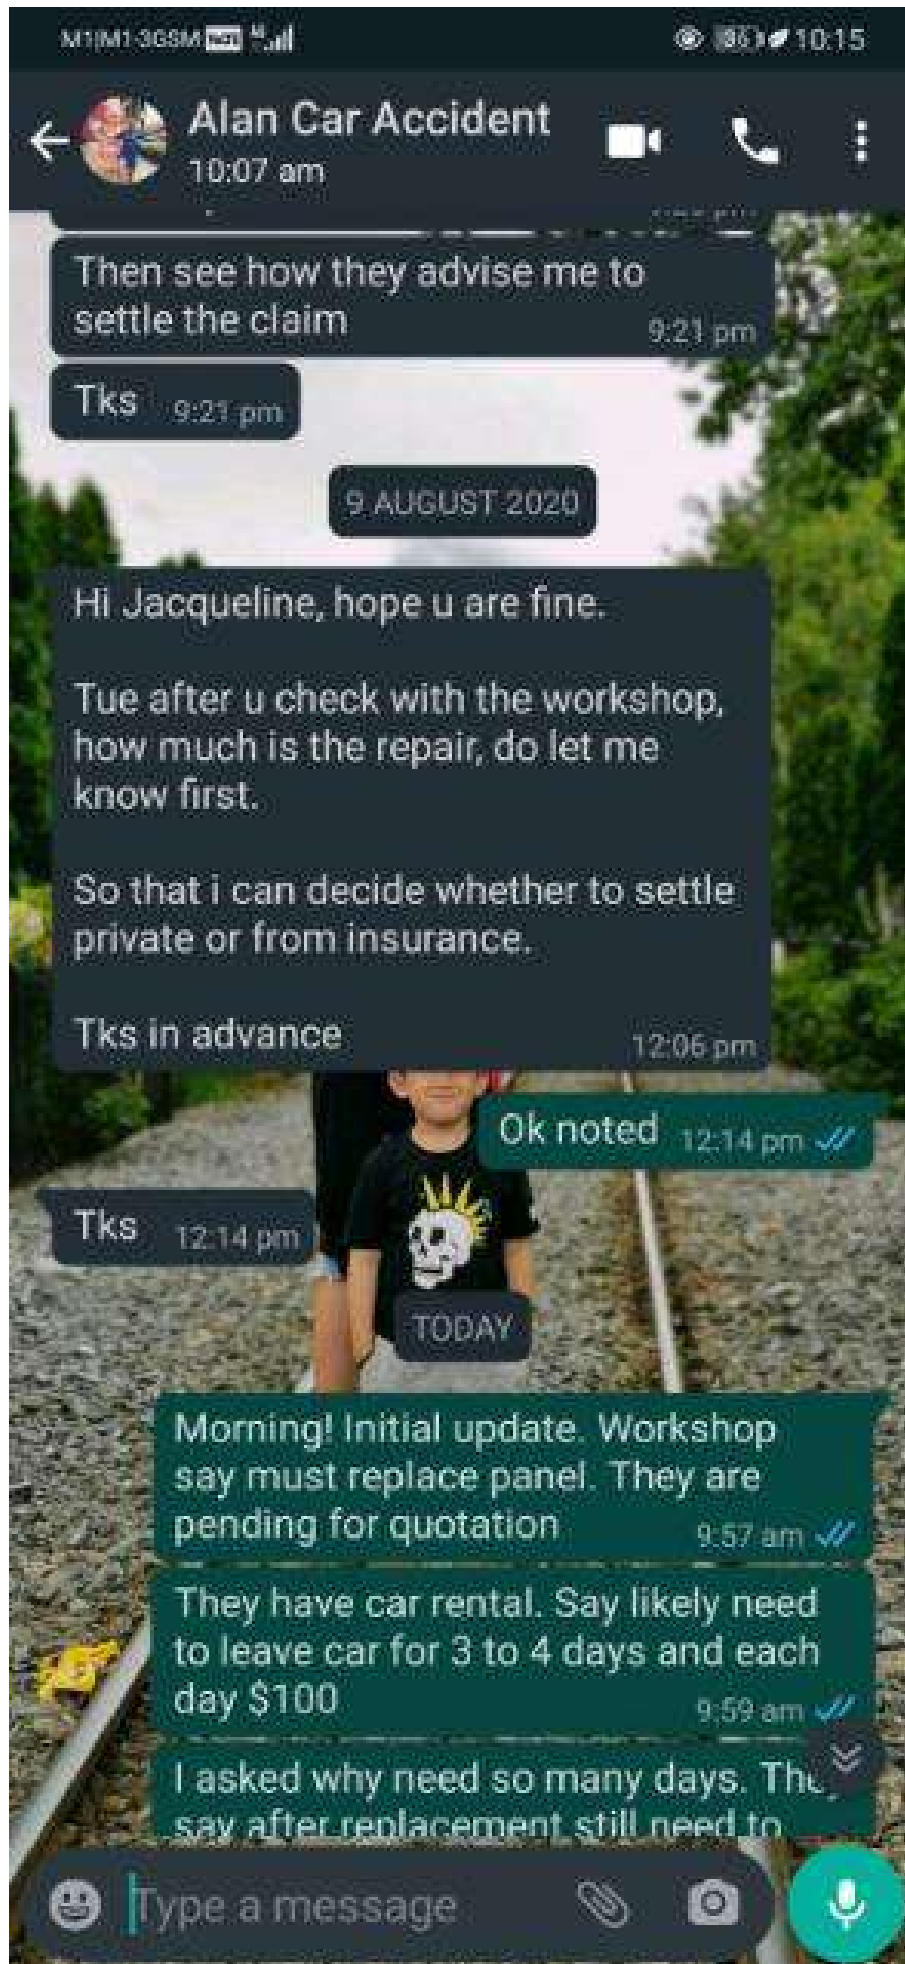 M1|M1-3GSM
86
10:15
Alan Car Accident
10:07 am
Then see how they advise me to
settle the claim
9:21 pm
Tks
9:21 pm
9 AUGUST 2020
Hi Jacqueline, hope u are fine.
Tue after u check with the workshop,
how much is the repair, do let me
know first.
So that i can decide whether to settle
private or from insurance.
Tks in advance
12:06 pm
Ok noted
12:14 pm
Tks
12:14 pm
TODAY
Morning! Initial update. Workshop
say must replace panel. They are
pending for quotation
9:57 am
They have car rental. Say likely need
to leave car for 3 to 4 days and each
day $100
9:59 am
I asked why need so many days.
say after replacement still need to
Type a message